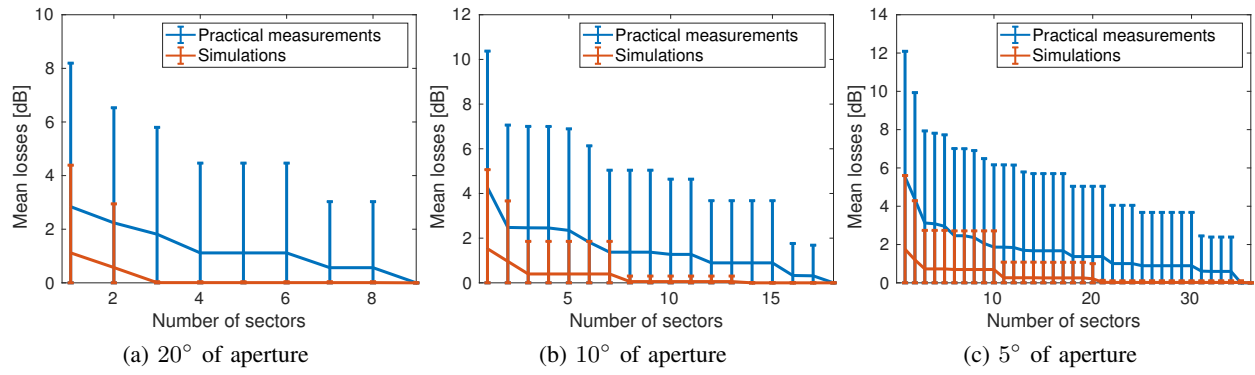 10
8
6
4
2
0
Mean losses [dB]
Practical measurements
Simulations
2
4
6
8
Number of sectors
(a) 20° of aperture
12
10
8
6
4
2
0
Mean losses [dB]
Practical measurements
Simulations
5
10
15
Number of sectors
(b) 10° of aperture
14
12
10
8
6
4
2
0
Mean losses [dB]
Practical measurements
Simulations
10
20
30
Number of sectors
(c) 5° of aperture